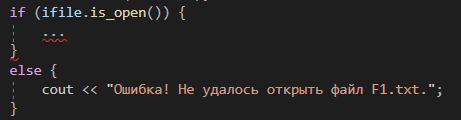 if (ifile.is_open()) {
...
}
else {
cout << "Ошибка! Не удалось открыть файл F1.txt.";
}